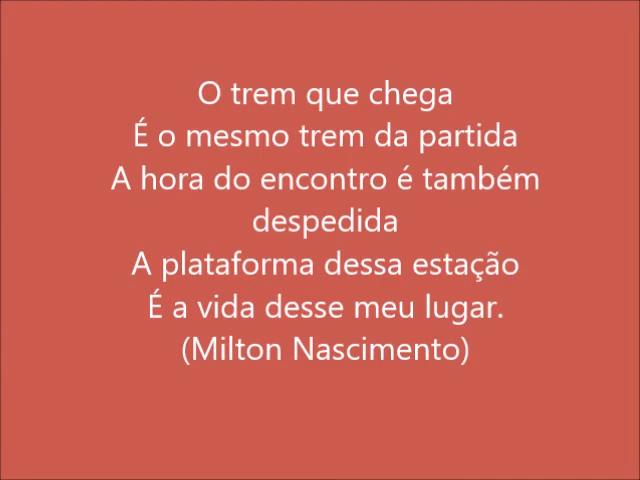 O trem que chega
É o mesmo trem da partida
A hora do encontro é também
despedida
A plataforma dessa estação
É a vida desse meu lugar.
(Milton Nascimento)